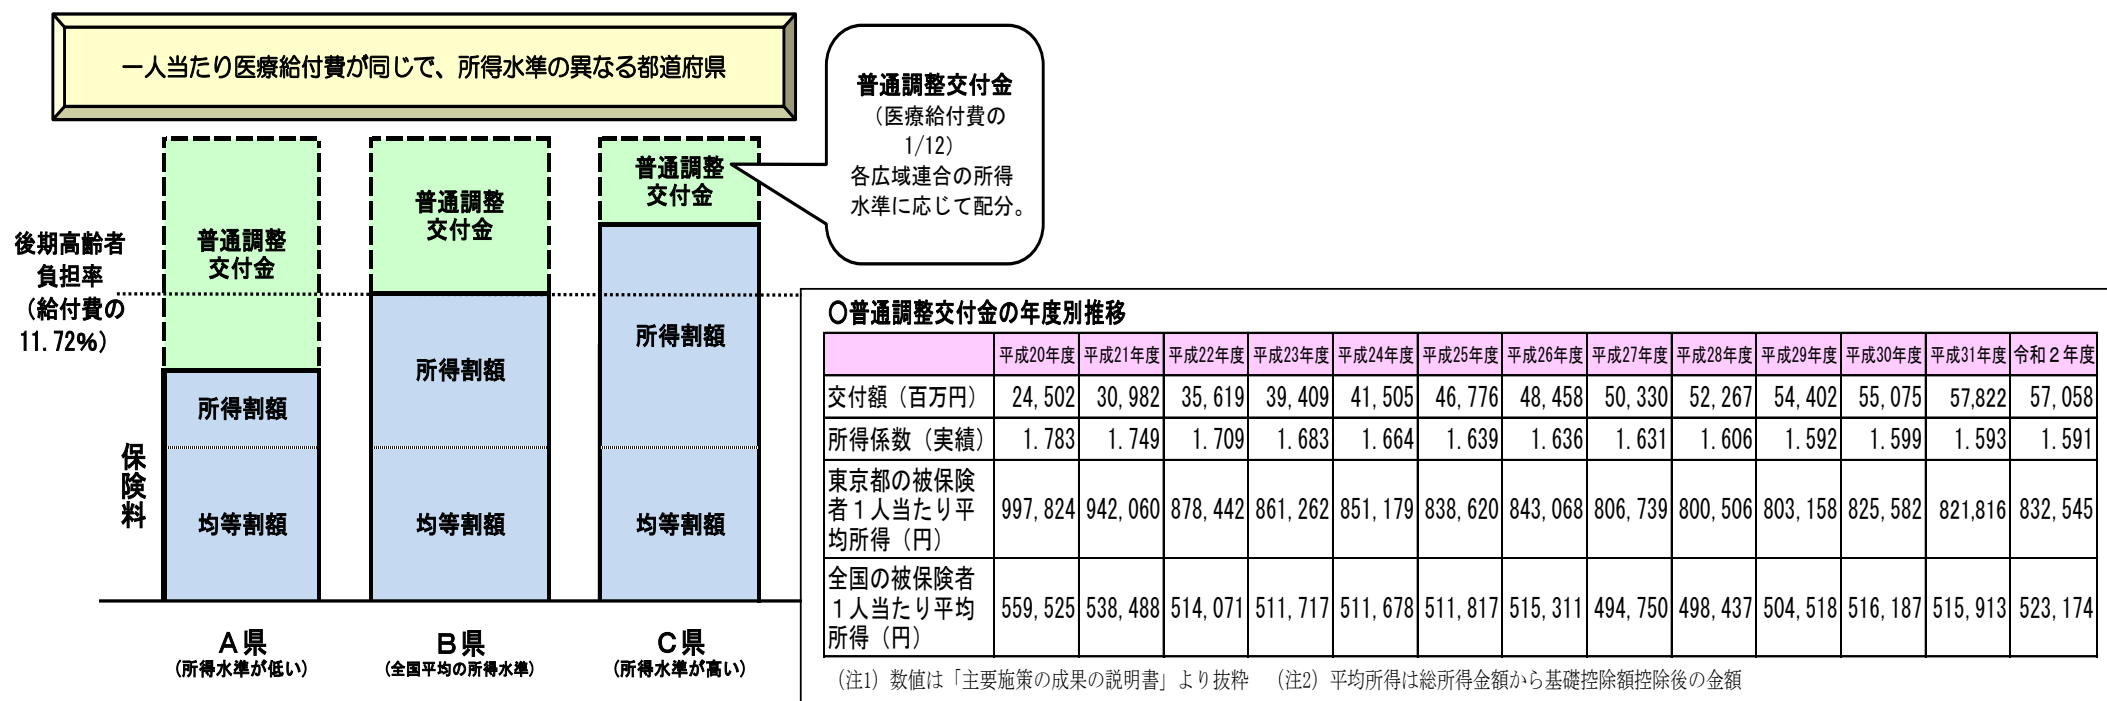 一人当たり医療給付費が同じで、所得水準の異なる都道府県
普通調整交付金
（医療給付費の
1/12）
各広域連合の所得
水準に応じて配分。
普通調整
交付金
普通調整
交付金
普通調整
交付金
後期高齢者
負担率
（給付費の
11.72%）
所得割額
所得割額
所得割額
保険料
均等割額
均等割額
均等割額
A県
（所得水準が低い）
B県
（全国平均の所得水準）
C県
（所得水準が高い）
〇普通調整交付金の年度別推移
平成20年度 平成21年度 平成22年度 平成23年度 平成24年度 平成25年度 平成26年度 平成27年度 平成28年度 平成29年度 平成30年度 平成31年度 令和２年度
交付額（百万円） 24,502 30,982 35,619 39,409 41,505 46,776 48,458 50,330 52,267 54,402 55,075 57,822 57,058
所得係数（実績） 1.783 1.749 1.709 1.683 1.664 1.639 1.636 1.631 1.606 1.592 1.599 1.593 1.591
東京都の被保険
者１人当たり平
均所得（円）
997,824 942,060 878,442 861,262 851,179 838,620 843,068 806,739 800,506 803,158 825,582 821,816 832,545
全国の被保険者
１人当たり平均
所得（円）
559,525 538,488 514,071 511,717 511,678 511,817 515,311 494,750 498,437 504,518 516,187 515,913 523,174
（注1）数値は「主要施策の成果の説明書」より抜粋 （注2）平均所得は総所得金額から基礎控除額控除後の金額